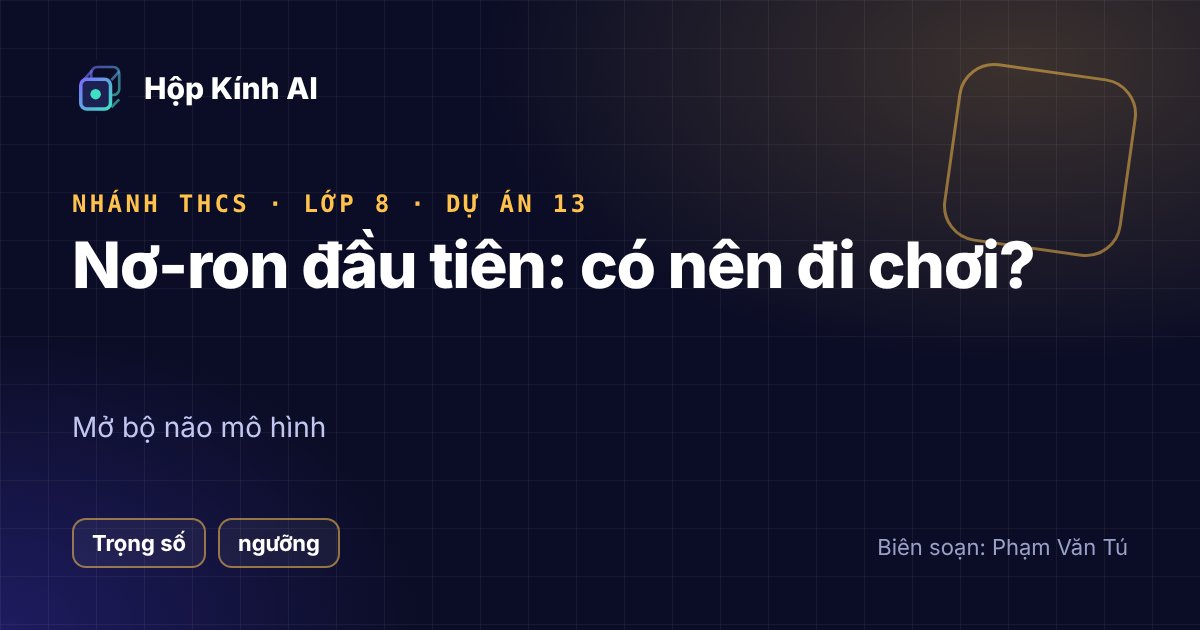 Hộp Kính AI
NHÁNH THCS · LỚP 8 · DỰ ÁN 13
Nơ-ron đầu tiên: có nên đi chơi?
Mở bộ não mô hình
Trọng số
ngưỡng
Biên soạn: Phạm Văn Tú